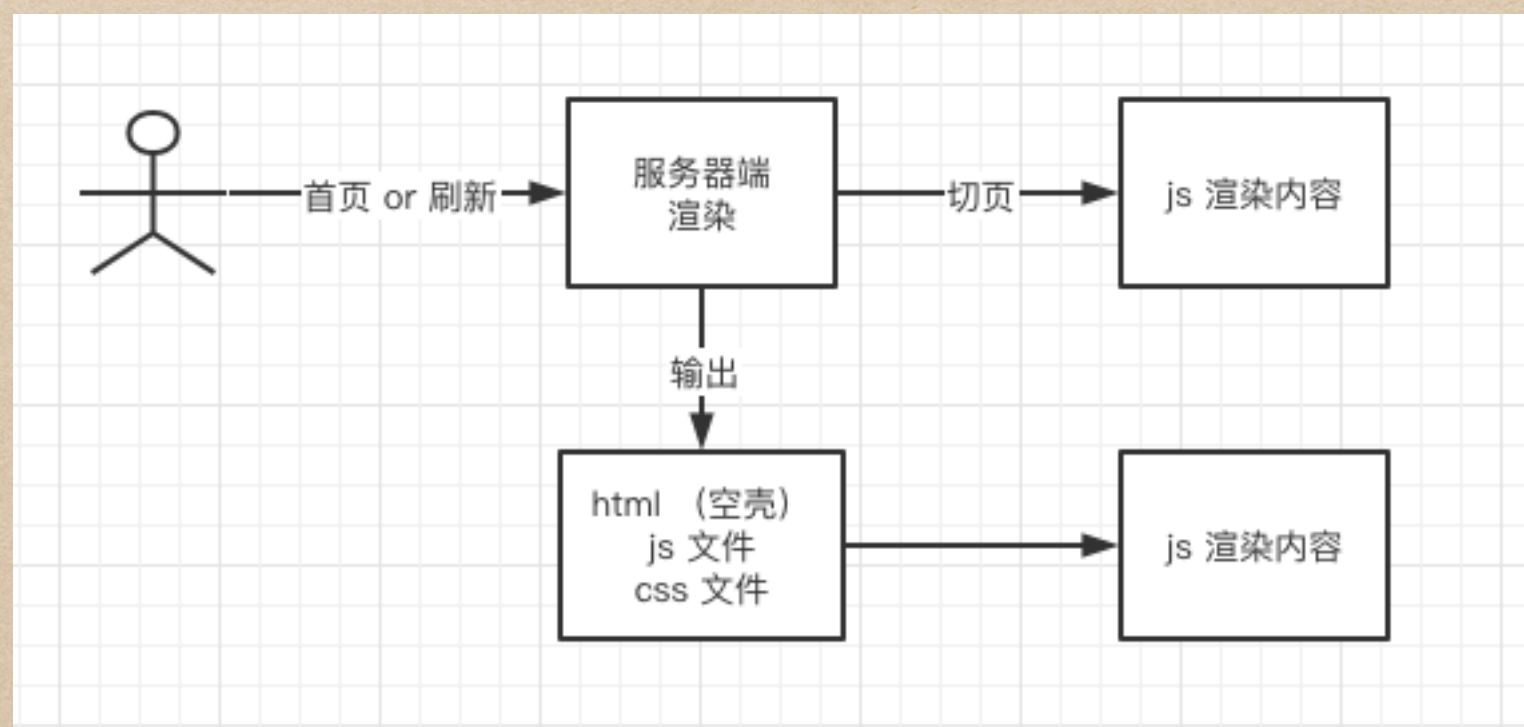 首页 or 刷新
服务器端
渲染
切页
js 渲染内容
输出
html （空壳）
js 文件
css 文件
js 渲染内容